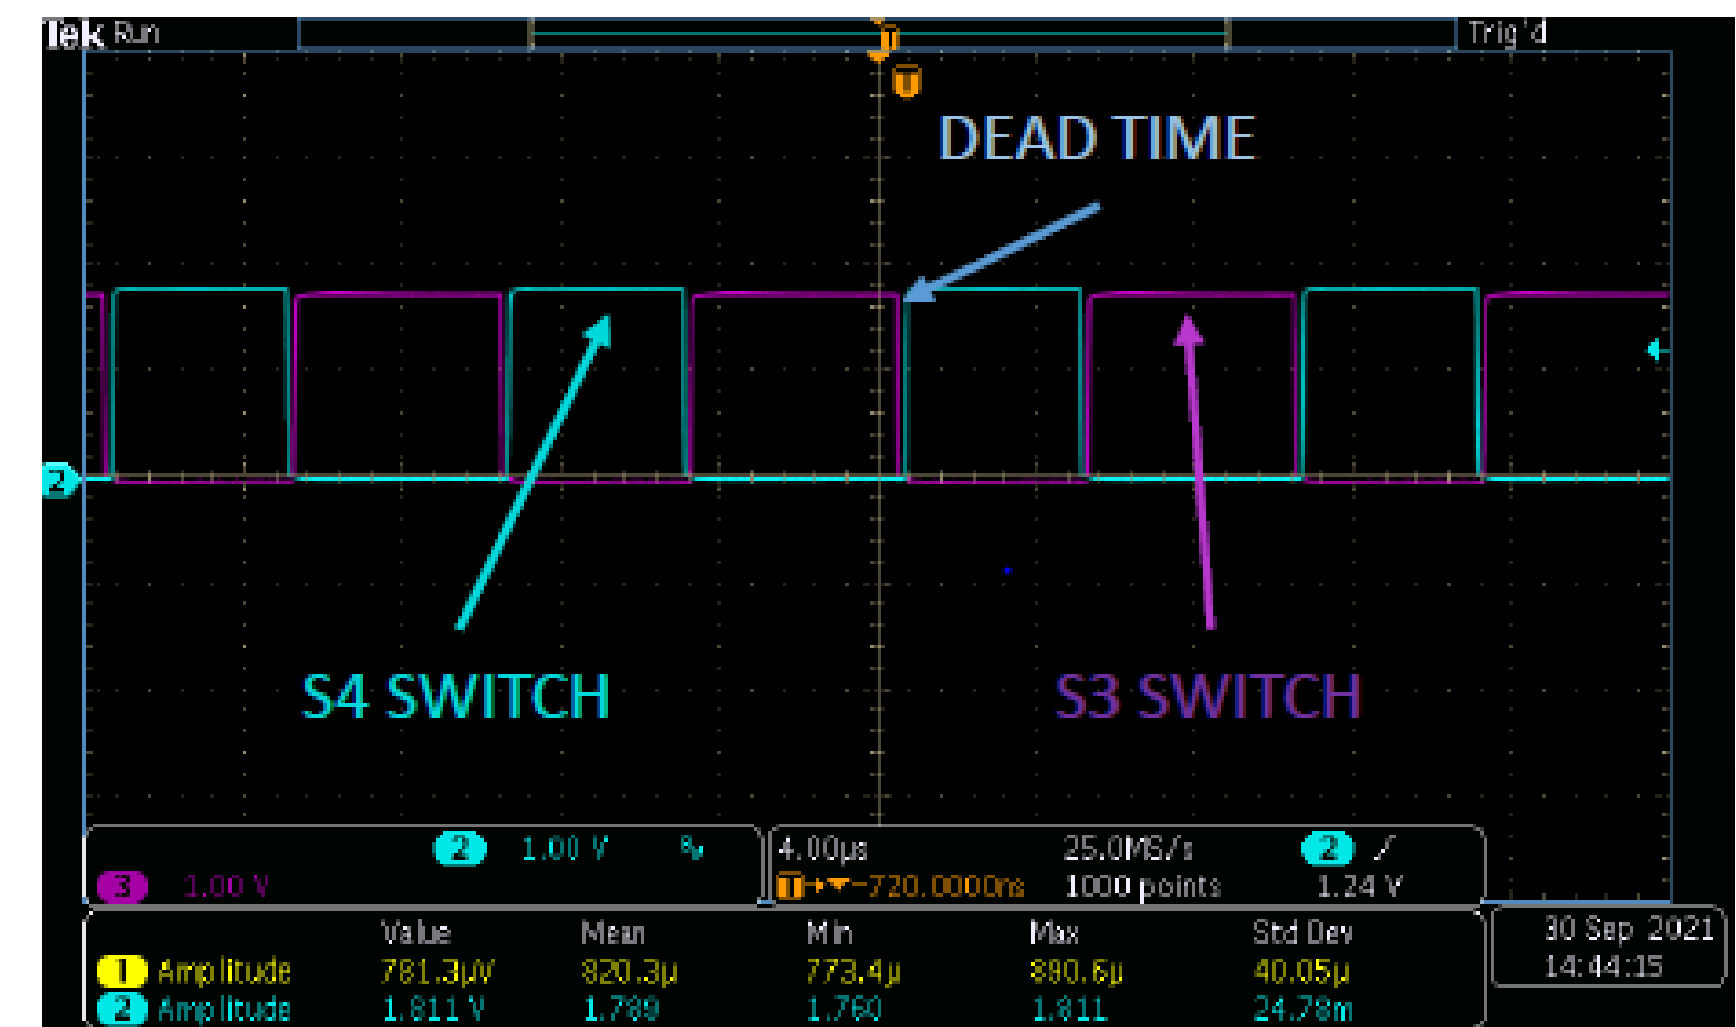 Tek Run Trig'd
DEAD TIME
S4 SWITCH S3 SWITCH
2
2 1.00 V
3 1.00 V
4.00µs 25.0MS/s 2
-720.0000ns 1000 points 1.24 V
Value Mean Min Max Std Dev
1 Amplitude 781.3µV 820.3µ 773.4µ 890.6µ 40.05µ
2 Amplitude 1.811 V 1.789 1.760 1.811 24.78m
30 Sep 2021
14:44:15